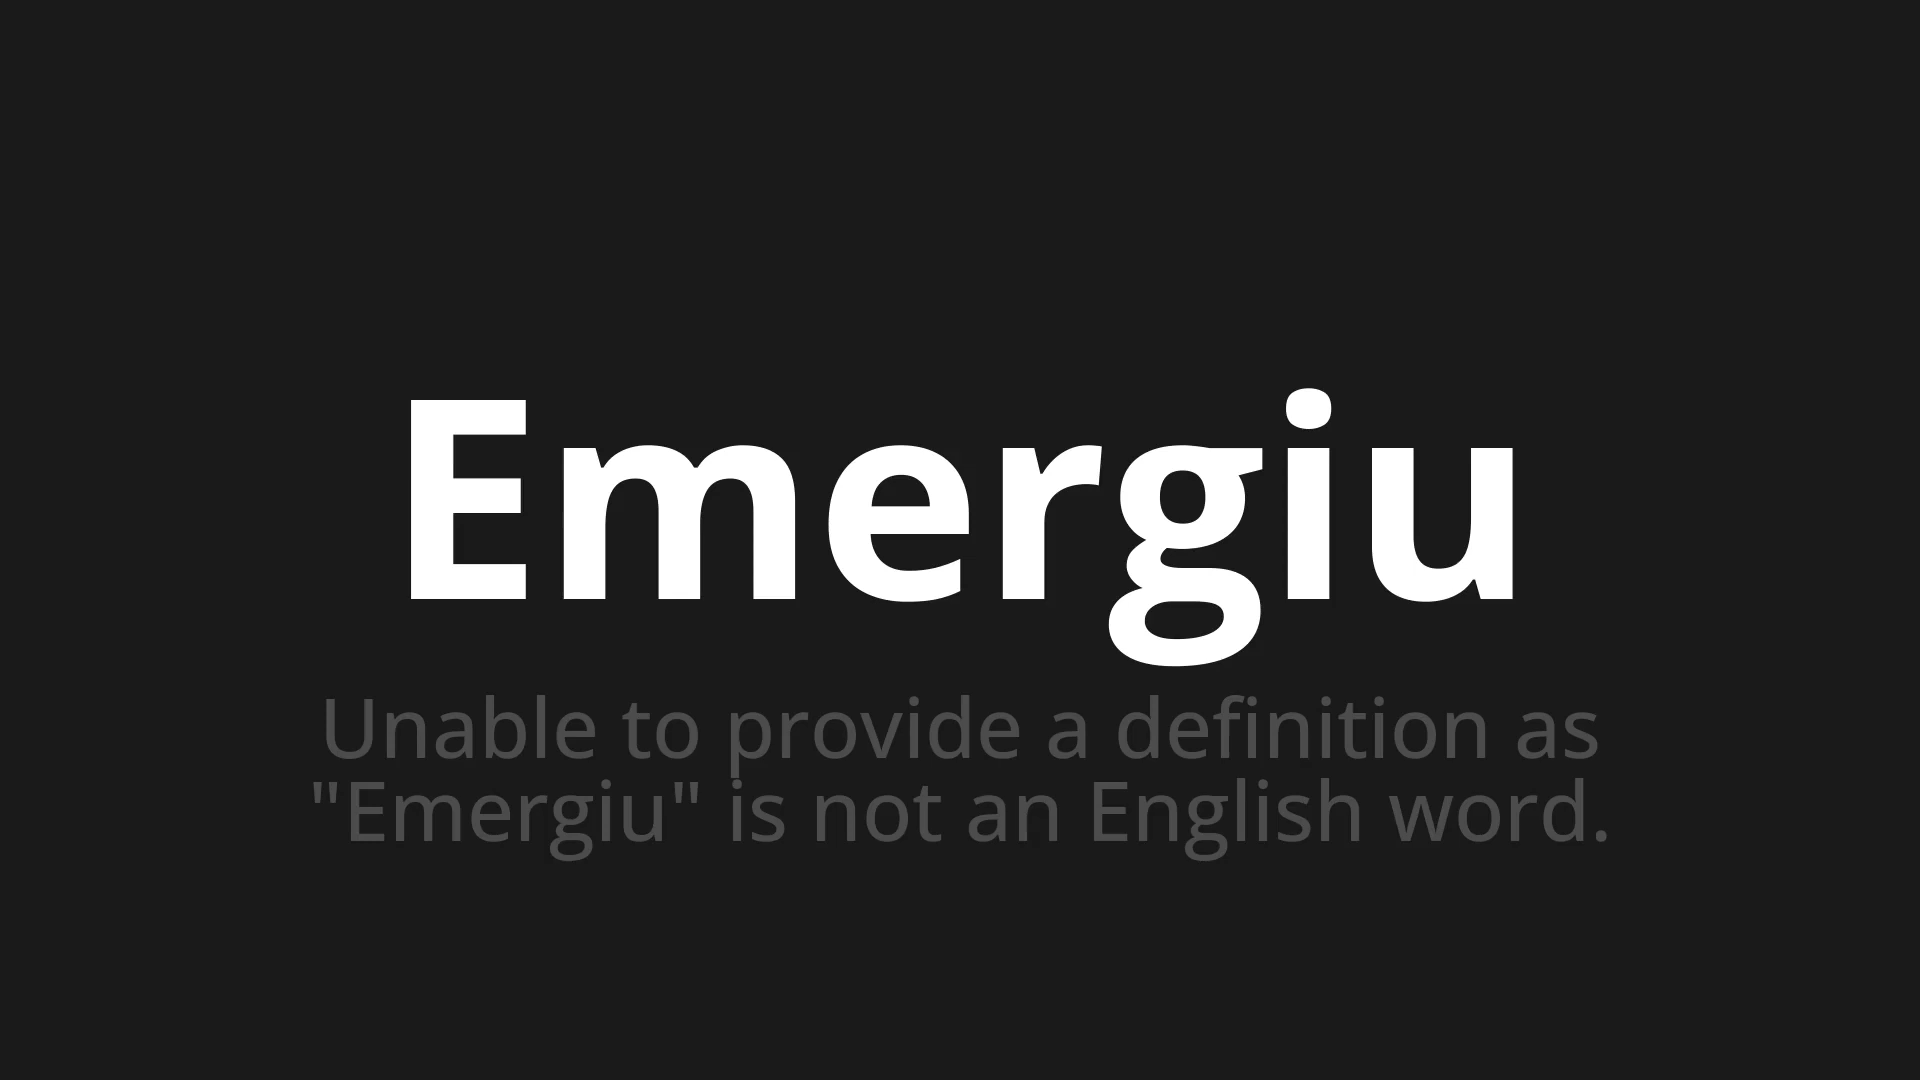 Emergiu
Unable to provide a definition as
"Emergiu" is not an English word.